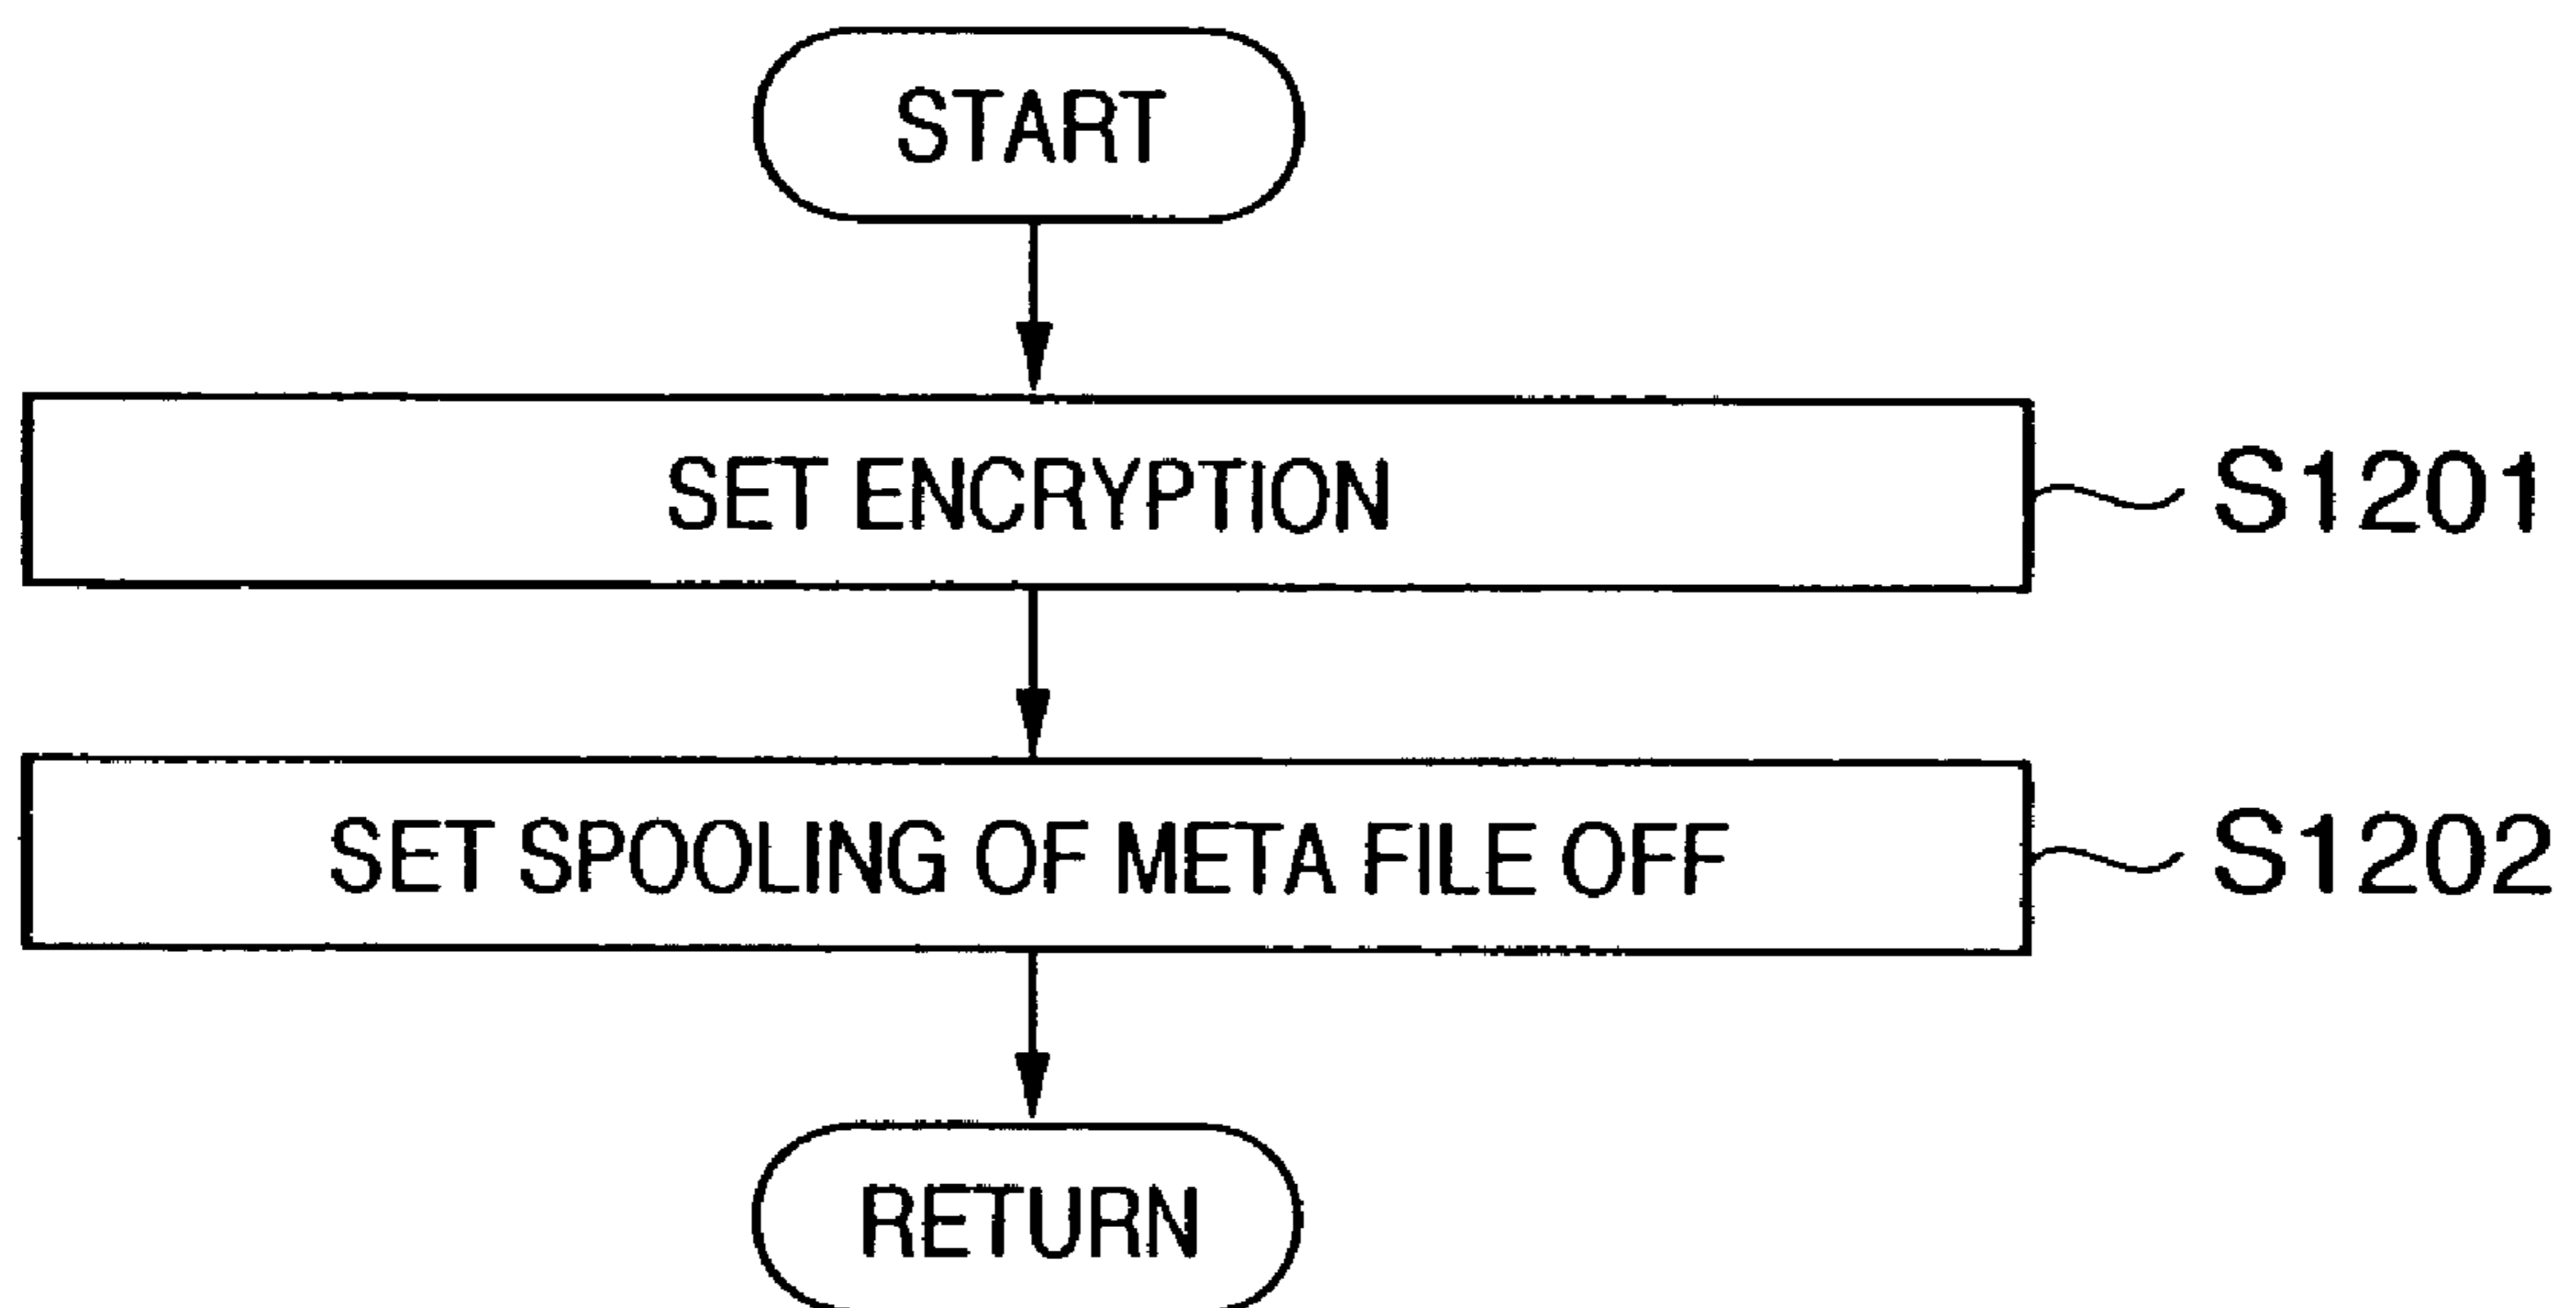 START
SET ENCRYPTION
S1201
SET SPOOLING OF META FILE OFF
S1202
RETURN